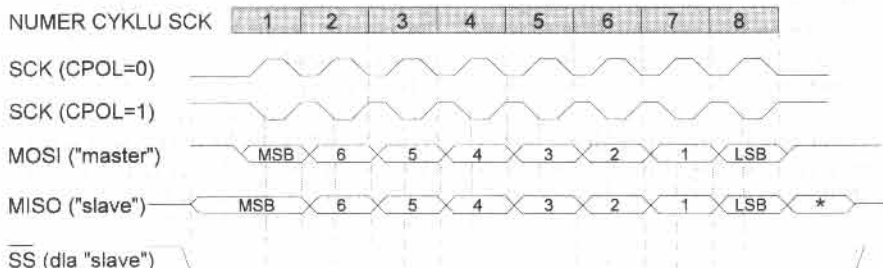 NUMER CYKLU SCK 1 2 3 4 5 6 7 8
SCK (CPOL=0)
SCK (CPOL=1)
MOSI ("master") MSB 6 5 4 3 2 1 LSB
MISO ("slave") MSB 6 5 4 3 2 1 LSB *
SS (dla "slave")